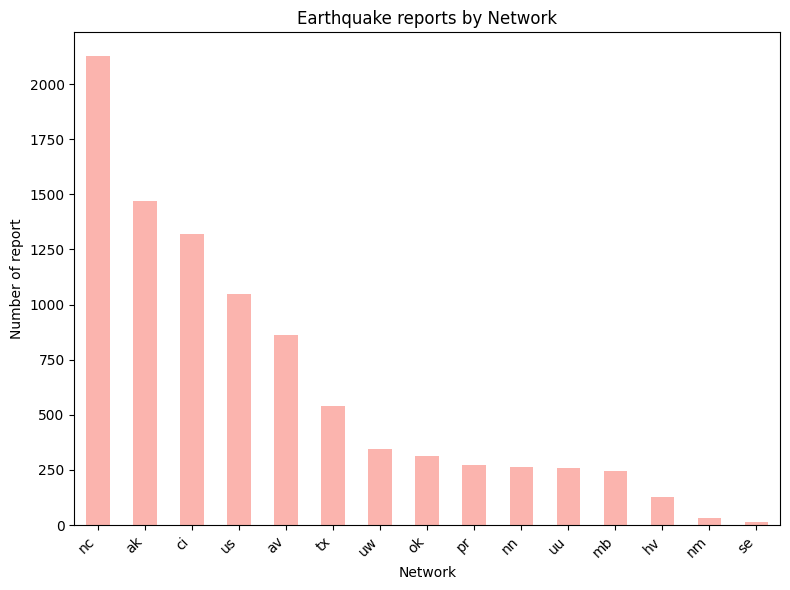 Earthquake reports by Network
Number of report
2000
1750
1500
1250
1000
750
500
250
0
nc
ak
ci
us
av
tx
uw
ok
pr
nn
uu
mb
hv
nm
se
Network